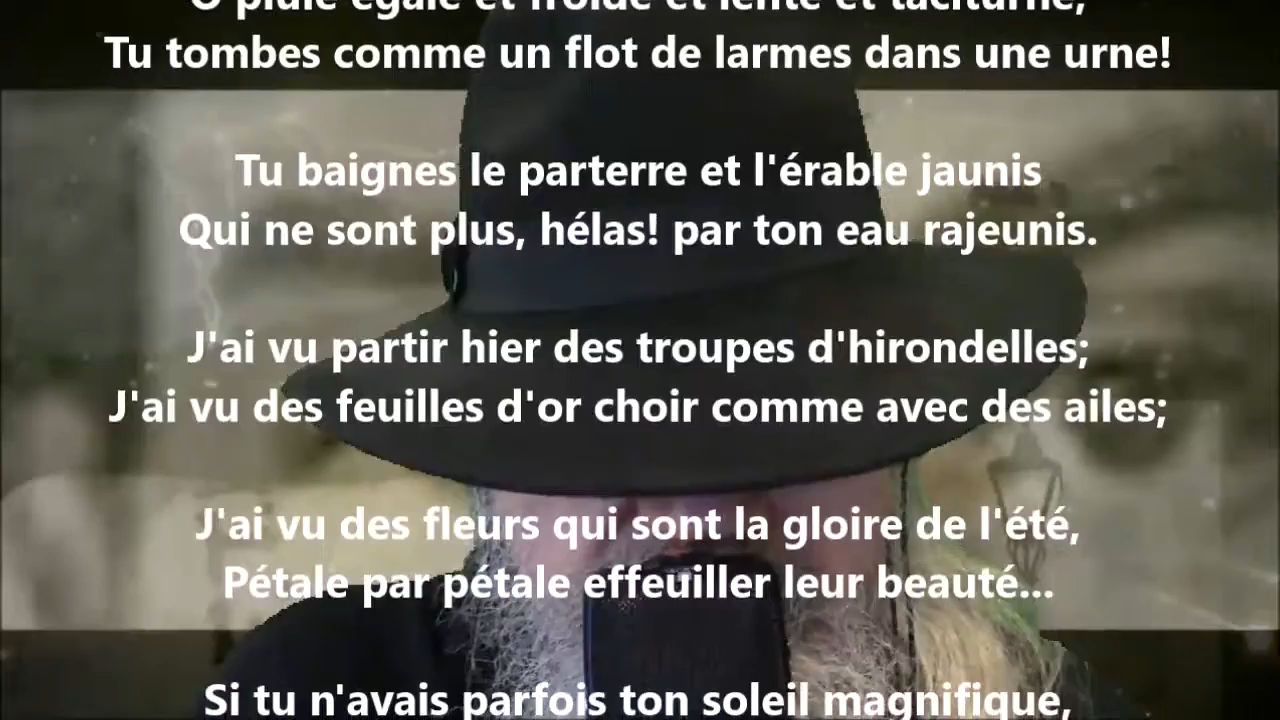 Ô pluie égale et froide et lente et taciturne,
Tu tombes comme un flot de larmes dans une urne!
Tu baignes le parterre et l'érable jaunis
Qui ne sont plus, hélas! par ton eau rajeunis.
J'ai vu partir hier des troupes d'hirondelles;
J'ai vu des feuilles d'or choir comme avec des ailes;
J'ai vu des fleurs qui sont la gloire de l'été,
Pétale par pétale effeuiller leur beauté...
Si tu n'avais parfois ton soleil magnifique,